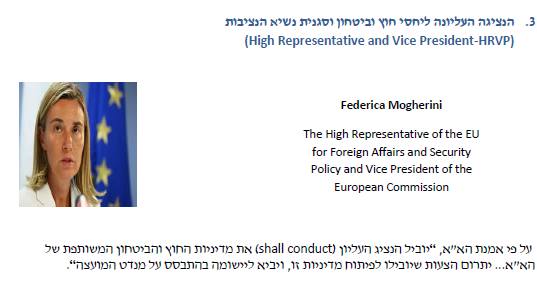 3. הנציגה העליונה ליחסי חוץ וביטחון וסגנית נשיא הנציבות
(High Representative and Vice President-HRVP)
Federica Mogherini
The High Representative of the EU
for Foreign Affairs and Security
Policy and Vice President of the
European Commission
על פי אמנת הא״א, "יוביל הנציג העליון (shall conduct) את מדיניות החוץ והביטחון המשותפת של
הא״א... יתרום הצעות שיובילו לפיתוח מדיניות זו, ויביא ליישומה בהתבסס על מנדט המועצה".